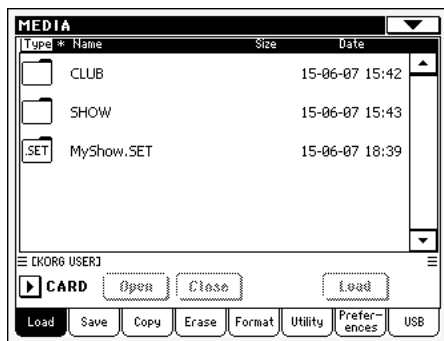 MEDIA
Type * Name Size Date
CLUB 15-06-07 15:42
SHOW 15-06-07 15:43
.SET MyShow.SET 15-06-07 18:39
[KORG USER]
CARD Open Close Load
Load Save Copy Erase Format Utility Prefer-
ences USB